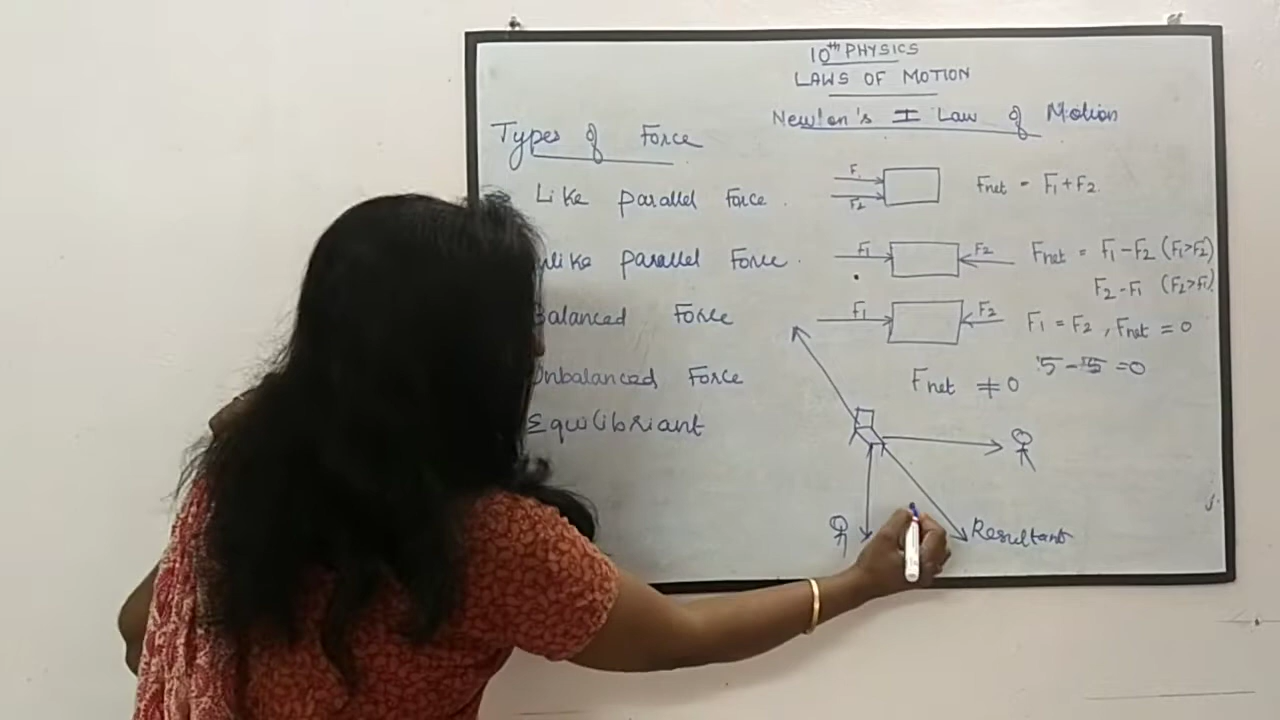 10th PHYSICS
LAWS OF MOTION
Newton's I Law of Motion
Types of Force
Like parallel Force.
F1
F2
Fnet = F1+F2.
nlike parallel Force.
F1
F2
Fnet = F1-F2 (F1>F2)
F2-F1 (F2>F1)
Balanced Force
F1
F2
F1 = F2, Fnet = 0
5-5=0
Unbalanced Force
Fnet ≠ 0
Equilibriant
Resultant